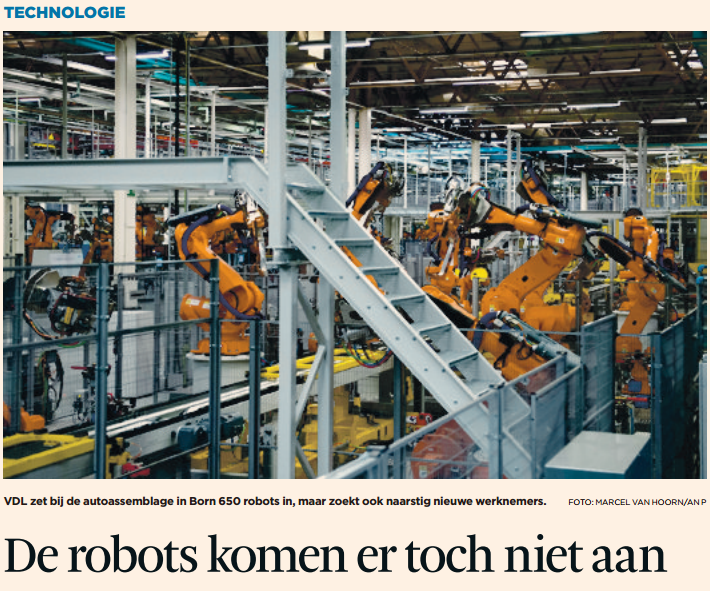 TECHNOLOGIE
VDL zet bij de autoassemblage in Born 650 robots in, maar zoekt ook naarstig nieuwe werknemers.
FOTO: MARCEL VAN HOORN/ANP
De robots komen er toch niet aan